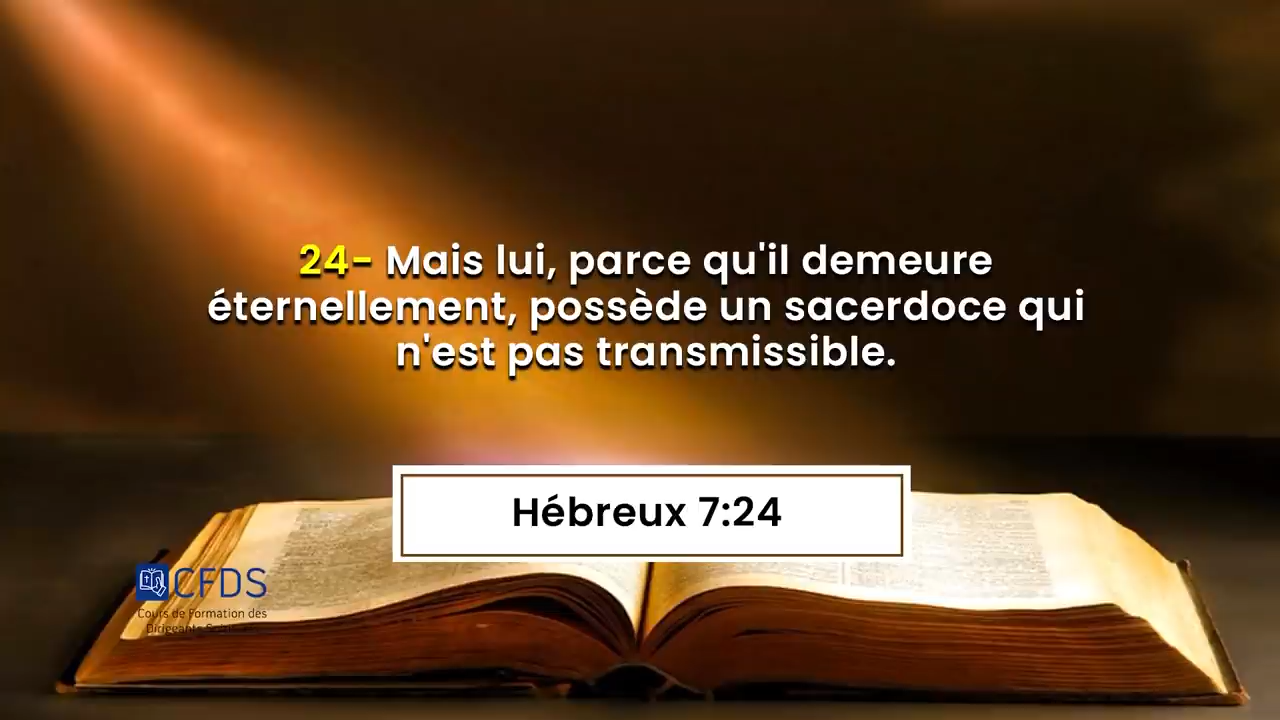 24- Mais lui, parce qu'il demeure
éternellement, possède un sacerdoce qui
n'est pas transmissible.
Hébreux 7:24
CFDS
Cours de Formation des
Dirigeants